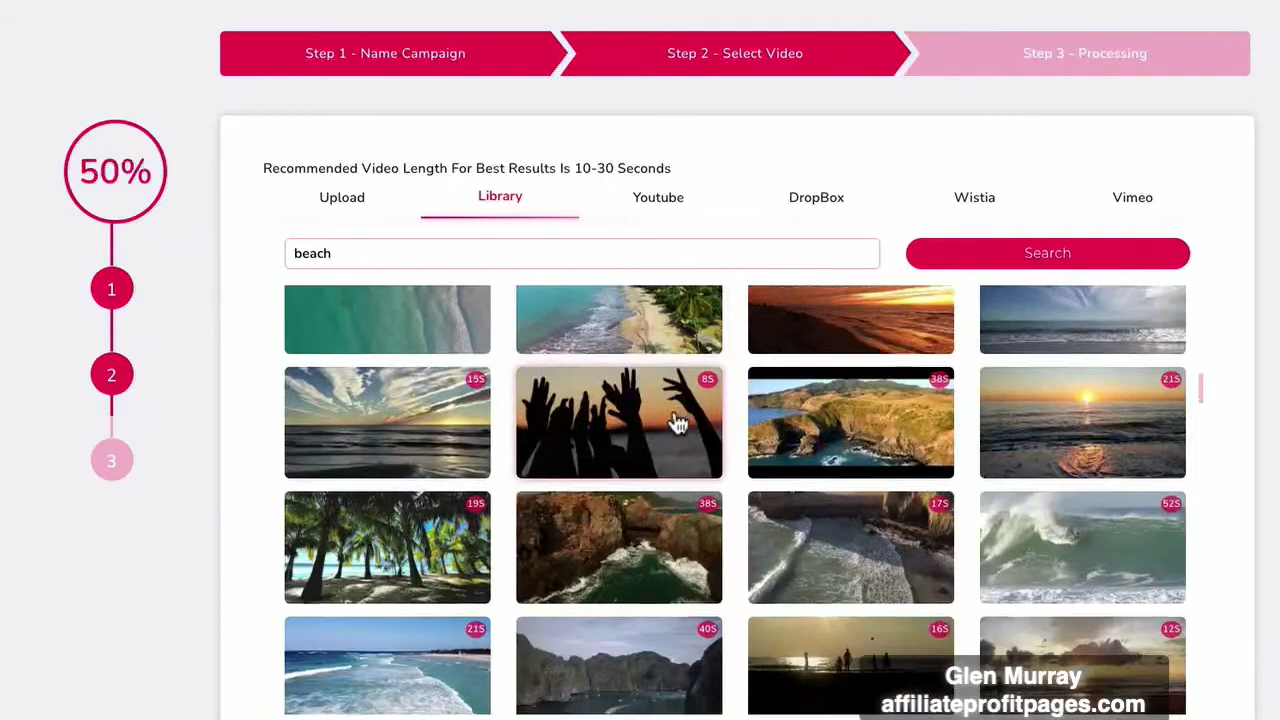 Step 1 - Name Campaign
Step 2 - Select Video
Step 3 - Processing
50%
1
2
3
Recommended Video Length For Best Results Is 10-30 Seconds
Upload
Library
Youtube
DropBox
Wistia
Vimeo
beach
Search
15S
8S
38S
21S
19S
38S
17S
52S
21S
40S
16S
12S
Glen Murray
affiliateprofitpages.com